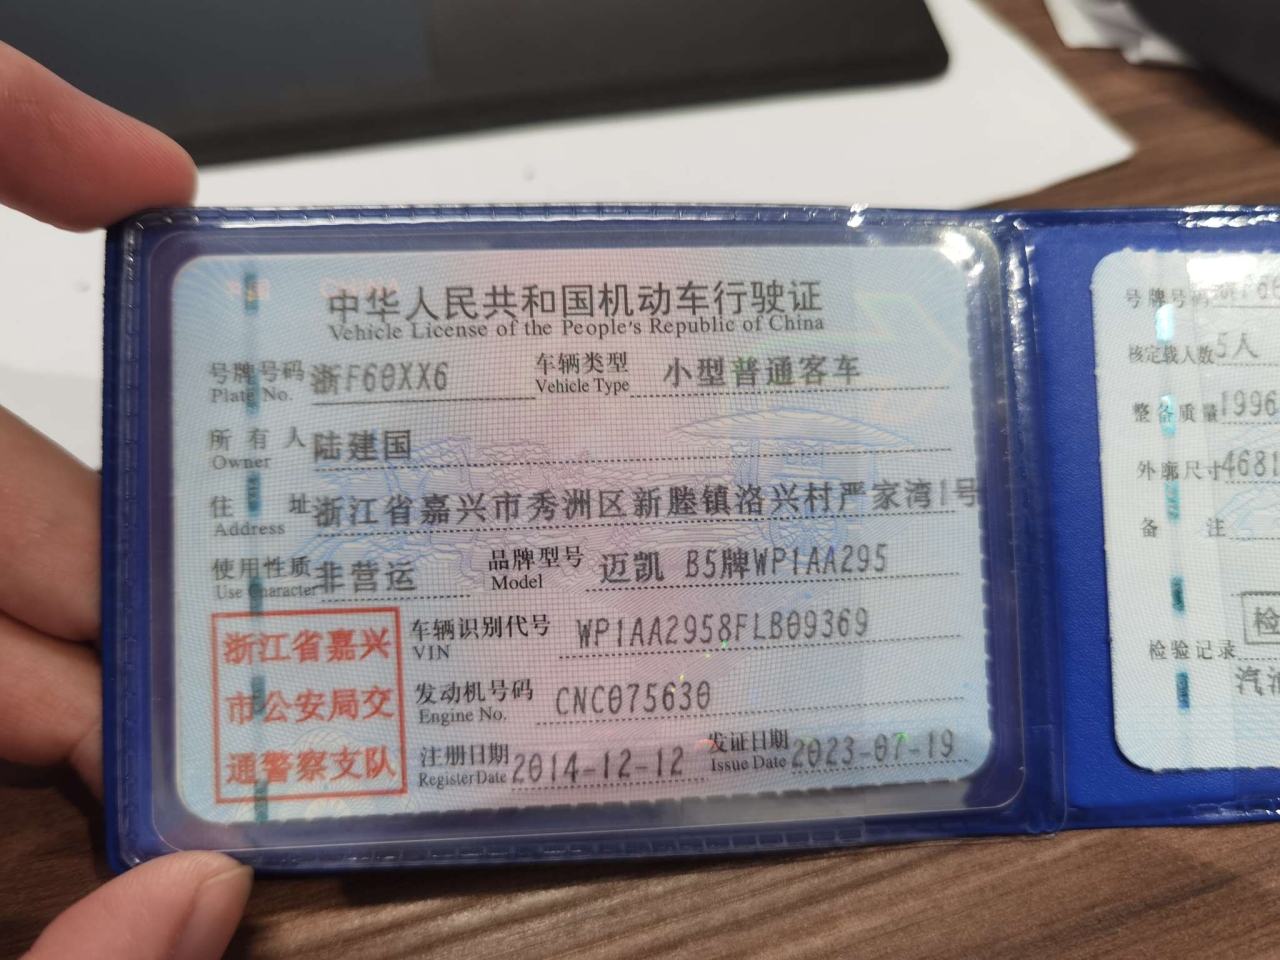 中华人民共和国机动车行驶证
Vehicle License of the People's Republic of China
号牌号码 浙F60XX6 车辆类型 小型普通客车
Plate No. Vehicle Type
所有人 陆建国
Owner
住址 浙江省嘉兴市秀洲区新塍镇洛兴村严家湾1号
Address
使用性质 非营运 品牌型号 迈凯 B5牌WP1AA295
Use Character Model
车辆识别代号 WP1AA2958FLB09369
VIN
发动机号码 CNC075630
Engine No.
注册日期 2014-12-12 发证日期 2023-07-19
Register Date Issue Date
浙江省嘉兴
市公安局交
通警察支队
号牌号码
核定载人数 5人
整备质量 1996
外廓尺寸 4681
备注
检验记录
检